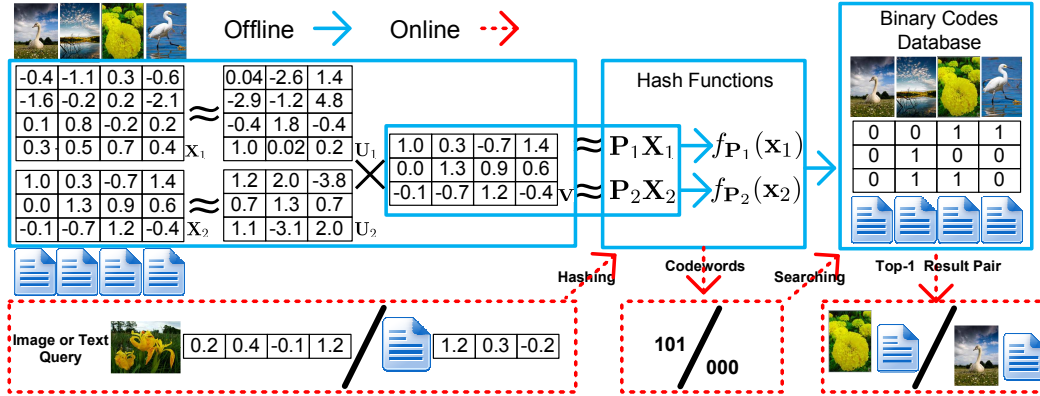 Offline Online
-0.4 -1.1 0.3 -0.6
-1.6 -0.2 0.2 -2.1
0.1 0.8 -0.2 0.2
0.3 0.5 0.7 0.4 X₁
≈
0.04 -2.6 1.4
-2.9 -1.2 4.8
-0.4 1.8 -0.4
1.0 0.02 0.2 U₁
1.0 0.3 -0.7 1.4
0.0 1.3 0.9 0.6
-0.1 -0.7 1.2 -0.4 X₂
≈
1.2 2.0 -3.8
0.7 1.3 0.7
1.1 -3.1 2.0 U₂
×
1.0 0.3 -0.7 1.4
0.0 1.3 0.9 0.6
-0.1 -0.7 1.2 -0.4 V
Hash Functions
≈ P₁X₁ f_P₁(x₁)
≈ P₂X₂ f_P₂(x₂)
Binary Codes
Database
0 0 1 1
0 1 0 0
0 1 1 0
Hashing
Codewords
Searching
Top-1 Result Pair
Image or Text
Query
0.2 0.4 -0.1 1.2
1.2 0.3 -0.2
101
000